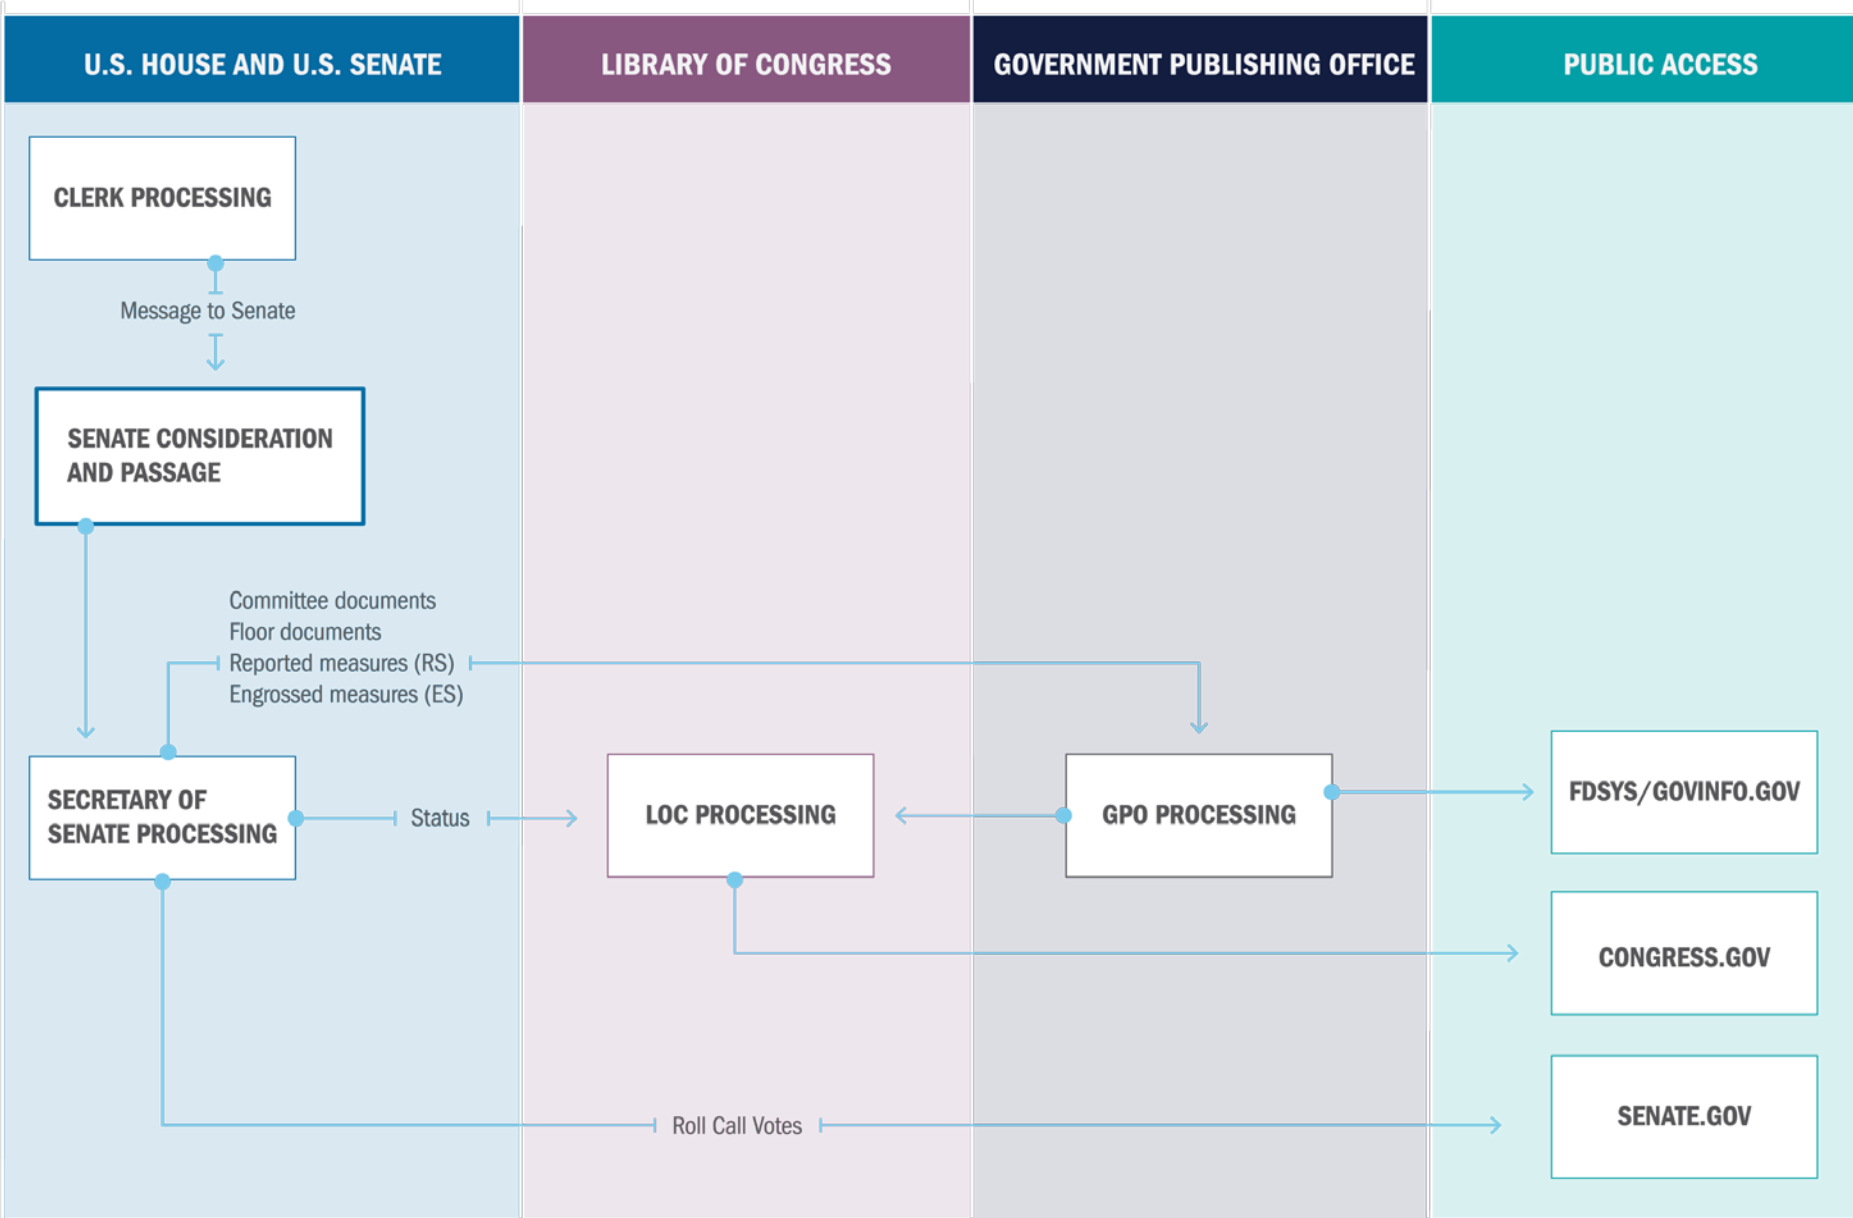 U.S. HOUSE AND U.S. SENATE
LIBRARY OF CONGRESS
GOVERNMENT PUBLISHING OFFICE
PUBLIC ACCESS
CLERK PROCESSING
Message to Senate
SENATE CONSIDERATION
AND PASSAGE
Committee documents
Floor documents
Reported measures (RS)
Engrossed measures (ES)
SECRETARY OF
SENATE PROCESSING
Status
LOC PROCESSING
GPO PROCESSING
FDSYS/GOVINFO.GOV
CONGRESS.GOV
Roll Call Votes
SENATE.GOV